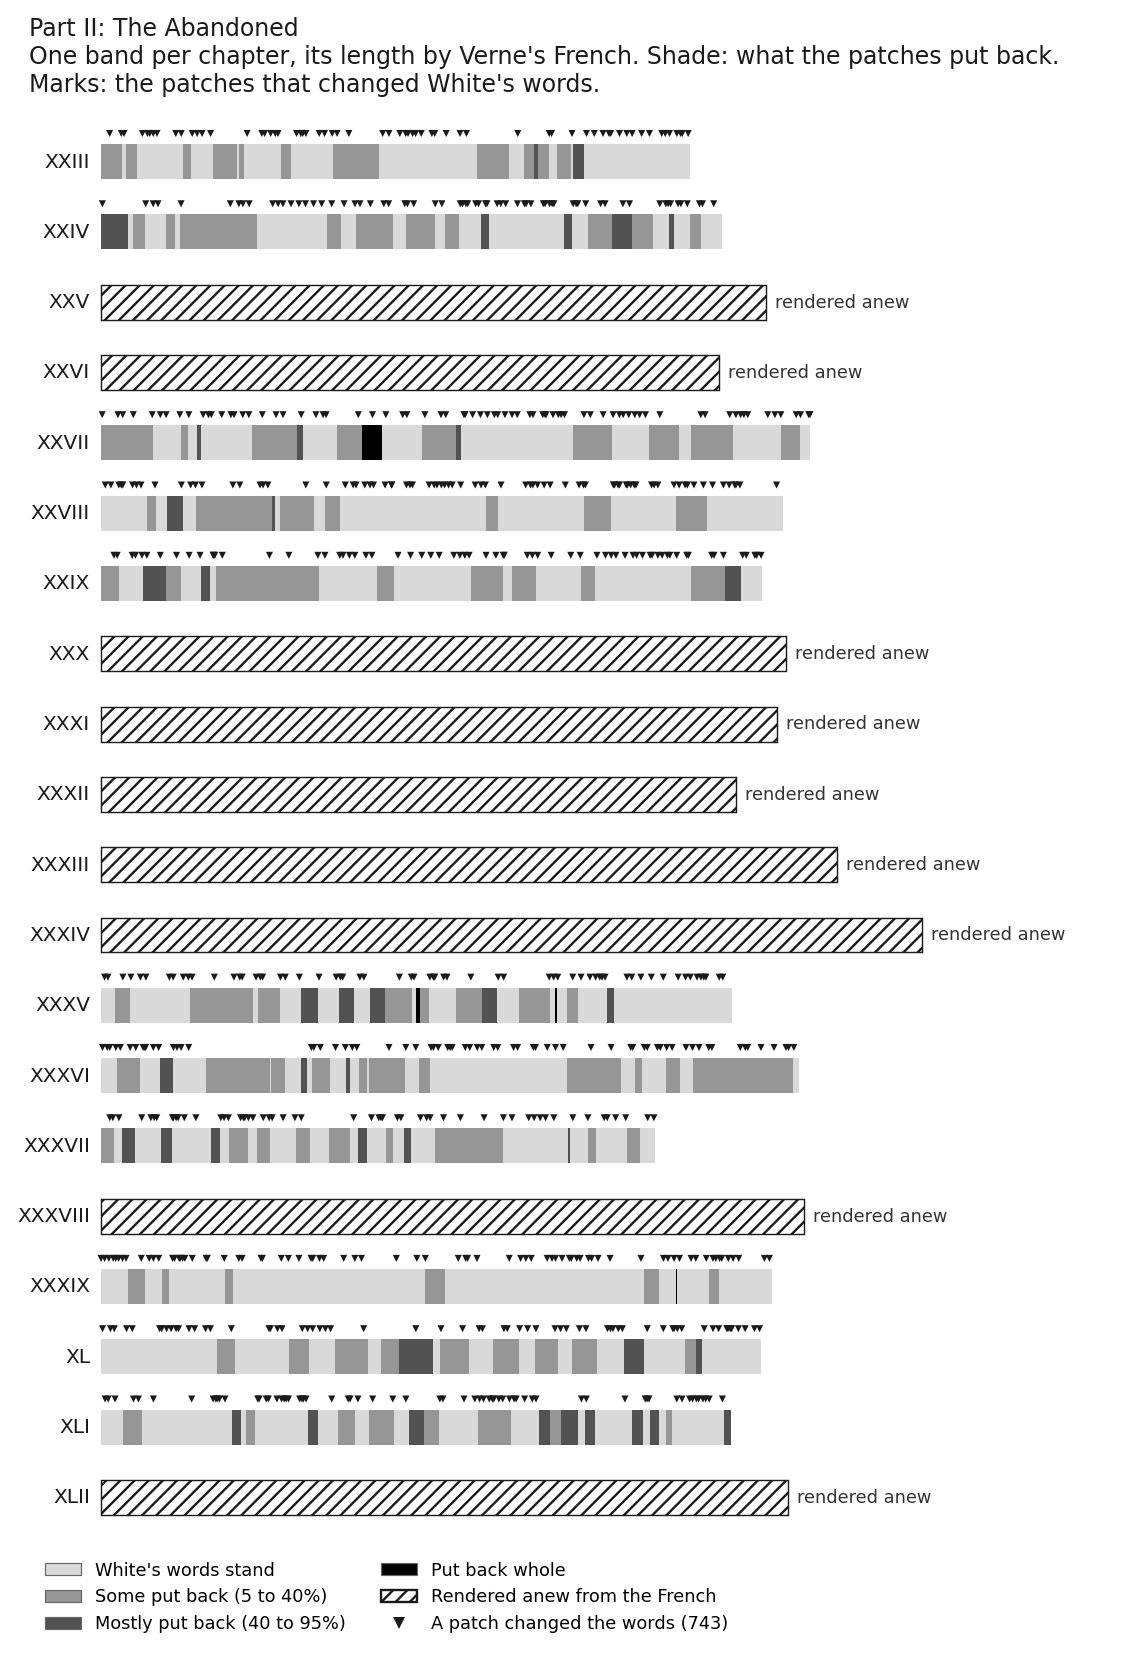 Part II: The Abandoned
One band per chapter, its length by Verne's French. Shade: what the patches put back.
Marks: the patches that changed White's words.
XXIII
XXIV
XXV rendered anew
XXVI rendered anew
XXVII
XXVIII
XXIX
XXX rendered anew
XXXI rendered anew
XXXII rendered anew
XXXIII rendered anew
XXXIV rendered anew
XXXV
XXXVI
XXXVII
XXXVIII rendered anew
XXXIX
XL
XLI
XLII rendered anew
White's words stand
Some put back (5 to 40%)
Mostly put back (40 to 95%)
Put back whole
Rendered anew from the French
A patch changed the words (743)